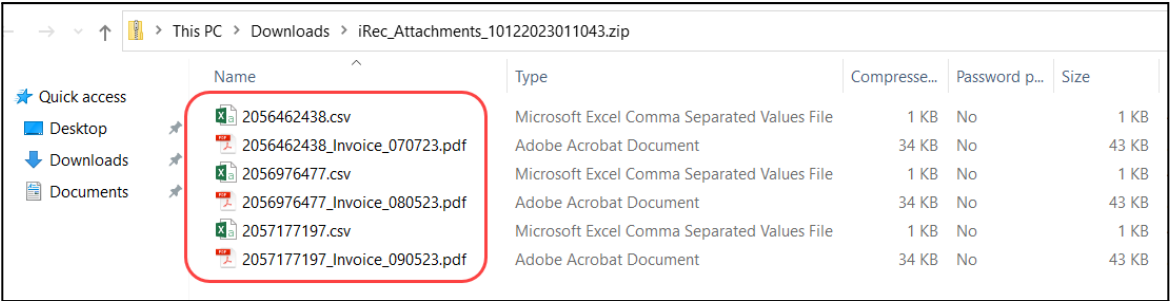 This PC > Downloads > iRec_Attachments_10122023011043.zip
Name Type Compresse... Password p... Size
Quick access
Desktop
Downloads
Documents
2056462438.csv Microsoft Excel Comma Separated Values File 1 KB No 1 KB
2056462438_Invoice_070723.pdf Adobe Acrobat Document 34 KB No 43 KB
2056976477.csv Microsoft Excel Comma Separated Values File 1 KB No 1 KB
2056976477_Invoice_080523.pdf Adobe Acrobat Document 34 KB No 43 KB
2057177197.csv Microsoft Excel Comma Separated Values File 1 KB No 1 KB
2057177197_Invoice_090523.pdf Adobe Acrobat Document 34 KB No 43 KB